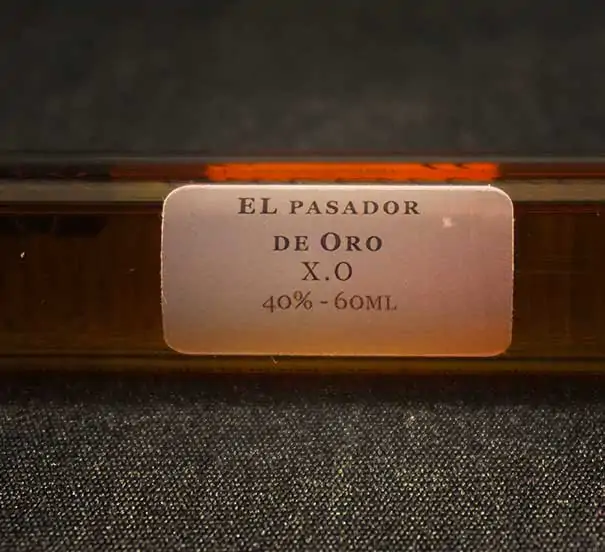 EL PASADOR
DE ORO
X.O
40% - 60ML